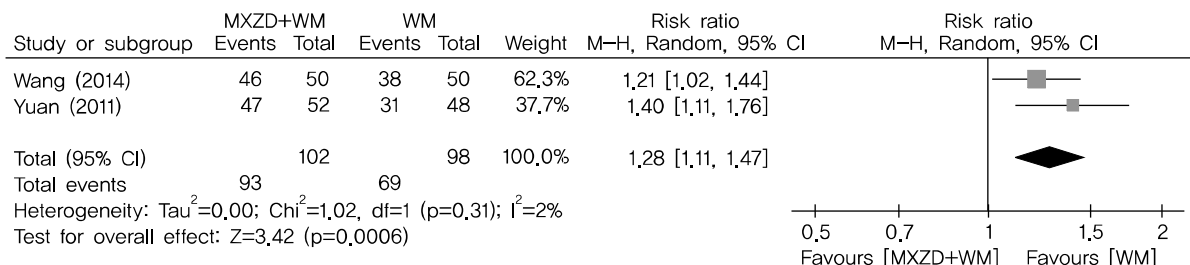 MXZD+WM WM Risk ratio Risk ratio
Study or subgroup Events Total Events Total Weight M-H, Random, 95% CI M-H, Random, 95% CI
Wang (2014) 46 50 38 50 62.3% 1.21 [1.02, 1.44]
Yuan (2011) 47 52 31 48 37.7% 1.40 [1.11, 1.76]
Total (95% CI) 102 98 100.0% 1.28 [1.11, 1.47]
Total events 93 69
Heterogeneity: Tau²=0.00; Chi²=1.02, df=1 (p=0.31); I²=2%
Test for overall effect: Z=3.42 (p=0.0006)
0.5 0.7 1 1.5 2
Favours [MXZD+WM] Favours [WM]